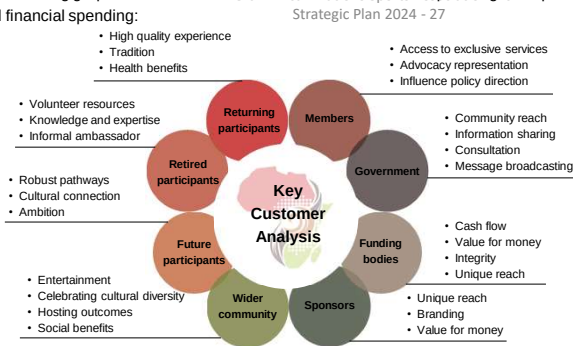 l financial spending:
Strategic Plan 2024 - 27
• High quality experience
• Tradition
• Health benefits
• Access to exclusive services
• Advocacy representation
• Influence policy direction
Returning
participants
Members
• Volunteer resources
• Knowledge and expertise
• Informal ambassador
• Community reach
• Information sharing
• Consultation
• Message broadcasting
Retired
participants
Government
Key
Customer
Analysis
• Robust pathways
• Cultural connection
• Ambition
Future
participants
Funding
bodies
• Cash flow
• Value for money
• Integrity
• Unique reach
• Entertainment
• Celebrating cultural diversity
• Hosting outcomes
• Social benefits
Wider
community
Sponsors
• Unique reach
• Branding
• Value for money